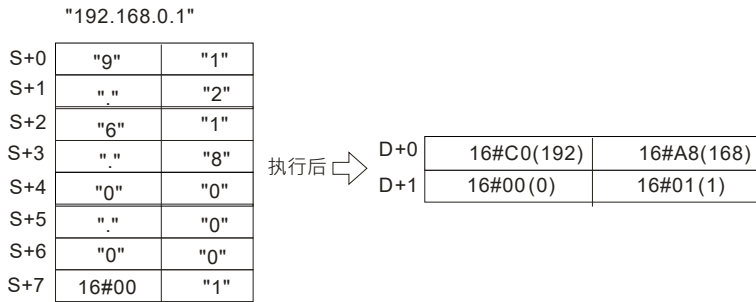 "192.168.0.1"
S+0 "9" "1"
S+1 "." "2"
S+2 "6" "1"
S+3 "." "8"
S+4 "0" "0"
S+5 "." "0"
S+6 "0" "0"
S+7 16#00 "1"
执行后
D+0 16#C0(192) 16#A8(168)
D+1 16#00(0) 16#01(1)